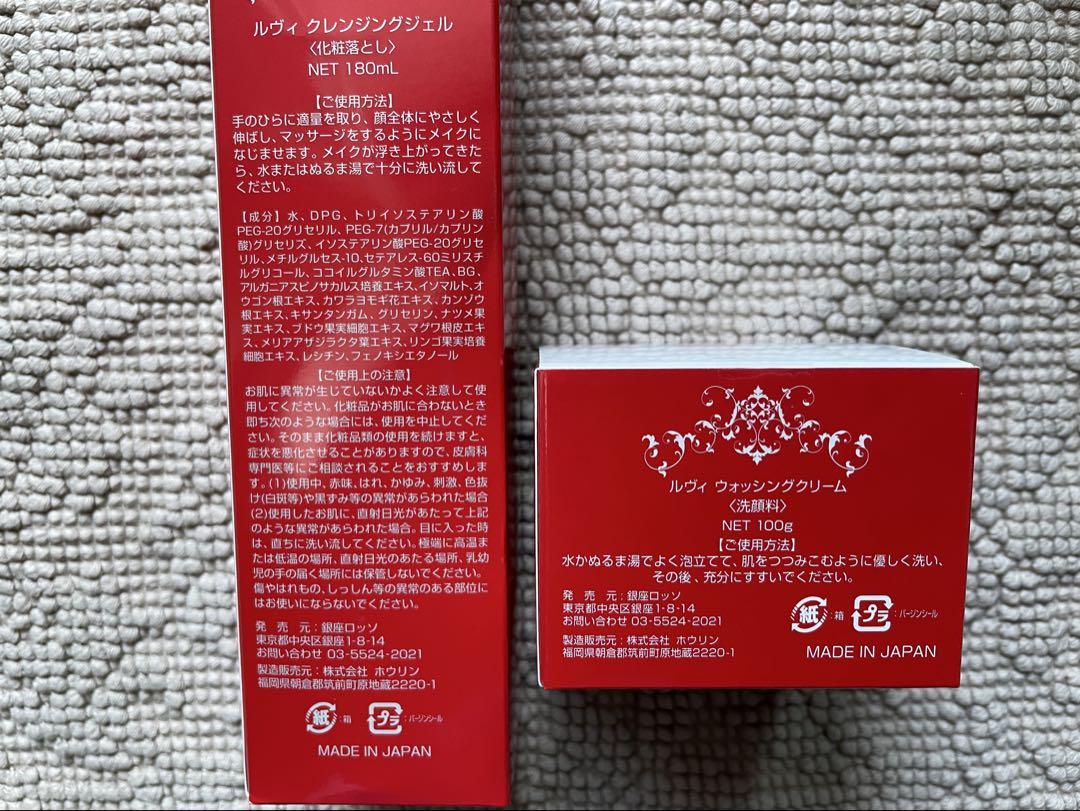 ルヴィ クレンジングジェル
〈化粧落とし〉
NET 180mL
【ご使用方法】
手のひらに適量を取り、顔全体にやさしく
伸ばし、マッサージをするようにメイクに
なじませます。メイクが浮き上がってきた
ら、水またはぬるま湯で十分に洗い流して
ください。
【成分】水、DPG、トリイソステアリン酸
PEG-20グリセリル、PEG-7(カプリル/カプリン
酸)グリセリズ、イソステアリン酸PEG-20グリセ
リル、メチルグルセス-10、セテアレス-60ミリスチ
ルグリコール、ココイルグルタミン酸TEA、BG、
アルガニアスピノサカルス培養エキス、イソマルト、オ
ウゴン根エキス、カワラヨモギ花エキス、カンゾウ
根エキス、キサンタンガム、グリセリン、ナツメ果
実エキス、ブドウ果実細胞エキス、マグワ根皮エキ
ス、メリアアザジラクタ葉エキス、リンゴ果実培養
細胞エキス、レシチン、フェノキシエタノール
【ご使用上の注意】
お肌に異常が生じていないかよく注意して使
用してください。化粧品がお肌に合わないとき
即ち次のような場合には、使用を中止してくだ
さい。そのまま化粧品類の使用を続けますと、
症状を悪化させることがありますので、皮膚科
専門医等にご相談されることをおすすめしま
す。(1)使用中、赤味、はれ、かゆみ、刺激、色抜
け(白斑等)や黒ずみ等の異常があらわれた場合
(2)使用したお肌に、直射日光があたって上記
のような異常があらわれた場合。目に入った時
は、直ちに洗い流してください。極端に高温ま
たは低温の場所、直射日光のあたる場所、乳幼
児の手の届く場所には保管しないでください。
傷やはれもの、しっしん等の異常のある部位に
はお使いにならないでください。
発 売 元:銀座ロッソ
東京都中央区銀座1-8-14
お問い合わせ 03-5524-2021
製造販売元:株式会社 ホウリン
福岡県朝倉郡筑前町原地蔵2220-1
紙:箱 プラ:パージンシール
MADE IN JAPAN
ルヴィ ウォッシングクリーム
〈洗顔料〉
NET 100g
【ご使用方法】
水かぬるま湯でよく泡立てて、肌をつつみこむように優しく洗い、
その後、充分にすすいでください。
発 売 元:銀座ロッソ
東京都中央区銀座1-8-14
お問い合わせ 03-5524-2021
製造販売元:株式会社 ホウリン
福岡県朝倉郡筑前町原地蔵2220-1
紙:箱 プラ:パージンシール
MADE IN JAPAN